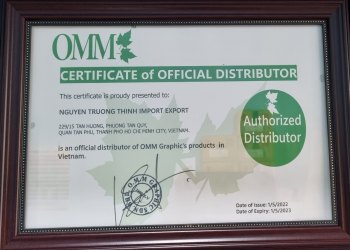 OMM
CERTIFICATE of OFFICIAL DISTRIBUTOR
This certificate is proudy presented to:
NGUYEN TRUONG THINH IMPORT EXPORT
229/15 TAN HUONG, PHUONG TAN QUY,
QUAN TAN PHU, THANH PHO HO CHI MINH CITY, VIETNAM.
Authorized
Distributor
is an official distributor of OMM Graphic's products in
Vietnam.
Date of Issue: 1/5/2022
Date of Expiry: 1/5/2023